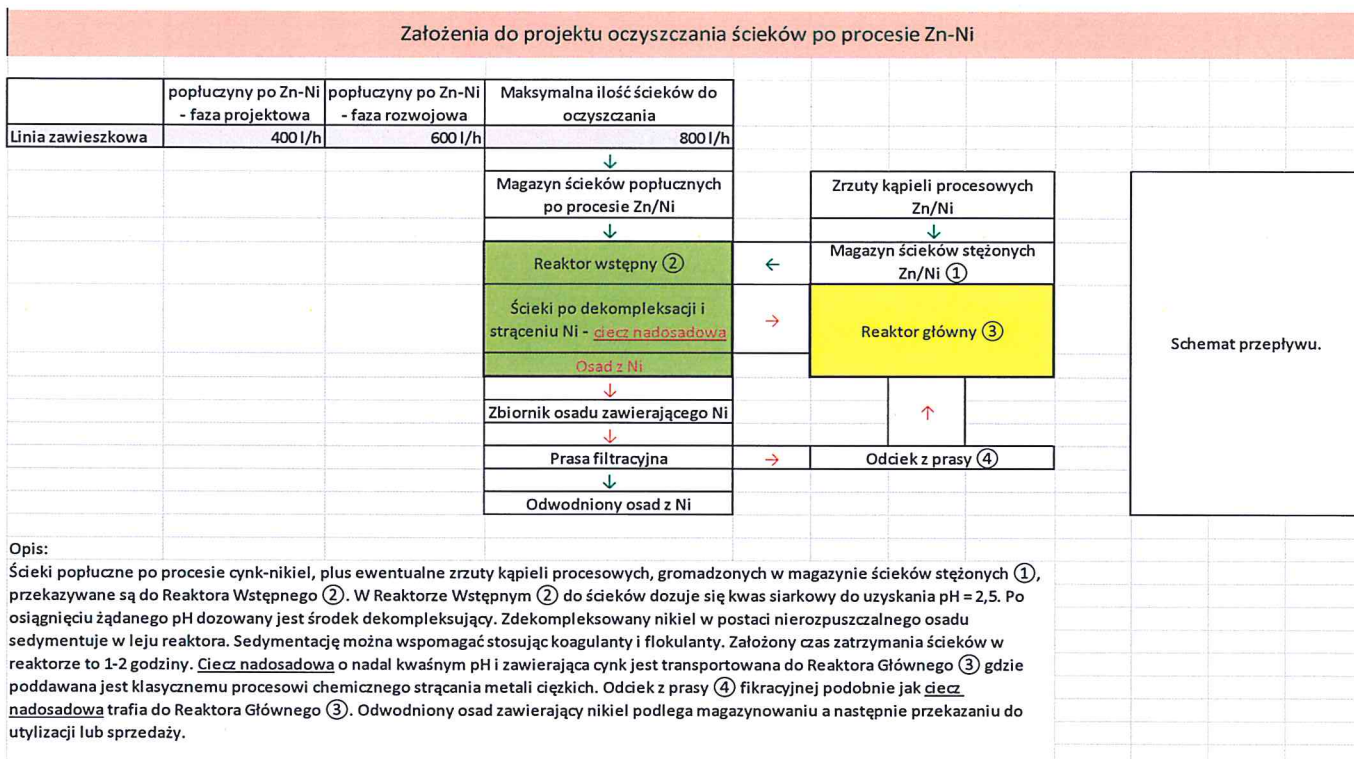 Założenia do projektu oczyszczania ścieków po procesie Zn-Ni
popłuczyny po Zn-Ni - faza projektowa
popłuczyny po Zn-Ni - faza rozwojowa
Maksymalna ilość ścieków do oczyszczania
Linia zawieszkowa 400 l/h 600 l/h 800 l/h
↓
Magazyn ścieków popłucznych
po procesie Zn/Ni
Zrzuty kąpieli procesowych
Zn/Ni
↓ ↓
Reaktor wstępny ② ← Magazyn ścieków stężonych
Zn/Ni ①
Ścieki po dekompleksacji i
strąceniu Ni - ciecz nadosadowa
→ Reaktor główny ③
Schemat przepływu.
Osad z Ni
↓
Zbiornik osadu zawierającego Ni
↑
↓
Prasa filtracyjna → Odciek z prasy ④
↓
Odwodniony osad z Ni
Opis:
Ścieki popłuczne po procesie cynk-nikiel, plus ewentualne zrzuty kąpieli procesowych, gromadzonych w magazynie ścieków stężonych ①,
przekazywane są do Reaktora Wstępnego ②. W Reaktorze Wstępnym ② do ścieków dozuje się kwas siarkowy do uzyskania pH = 2,5. Po
osiągnięciu żądanego pH dozowany jest środek dekompleksujący. Zdekompleksowany nikiel w postaci nierozpuszczalnego osadu
sedymentuje w leju reaktora. Sedymentację można wspomagać stosując koagulanty i flokulanty. Założony czas zatrzymania ścieków w
reaktorze to 1-2 godziny. Ciecz nadosadowa o nadal kwaśnym pH i zawierająca cynk jest transportowana do Reaktora Głównego ③ gdzie
poddawana jest klasycznemu procesowi chemicznego strącania metali ciężkich. Odciek z prasy ④ fikracyjnej podobnie jak ciecz
nadosadowa trafia do Reaktora Głównego ③. Odwodniony osad zawierający nikiel podlega magazynowaniu a następnie przekazaniu do
utylizacji lub sprzedaży.